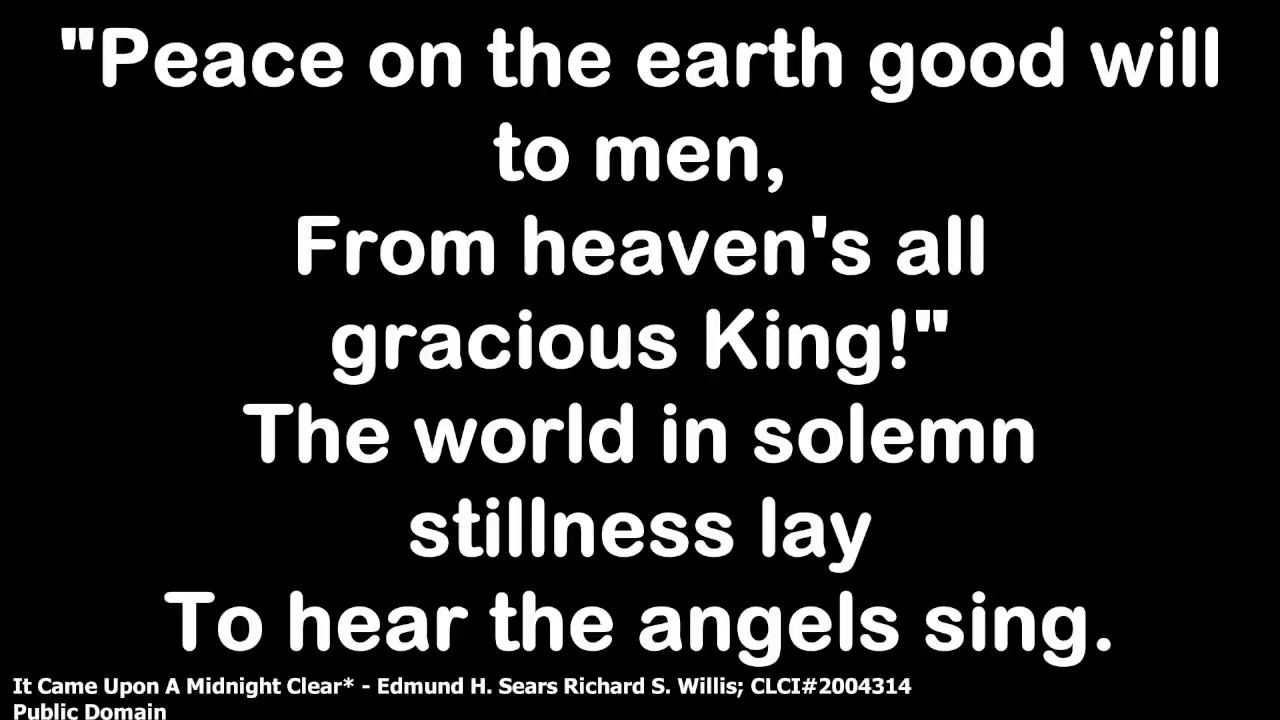 "Peace on the earth good will
to men,
From heaven's all
gracious King!"
The world in solemn
stillness lay
To hear the angels sing.
It Came Upon A Midnight Clear* - Edmund H. Sears Richard S. Willis; CLCI#2004314
Public Domain